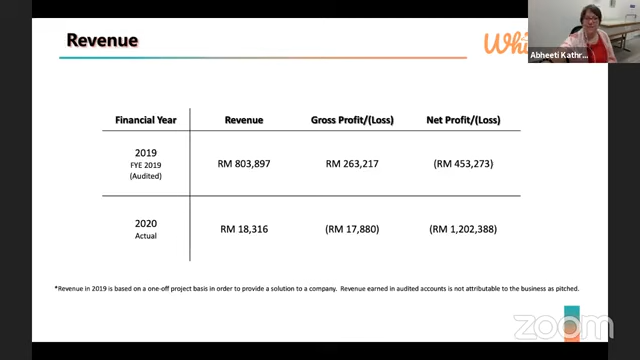 Revenue
Whi
Abheeti Kathr...
Financial Year Revenue Gross Profit/(Loss) Net Profit/(Loss)
2019
FYE 2019
(Audited)
RM 803,897 RM 263,217 (RM 453,273)
2020
Actual
RM 18,316 (RM 17,880) (RM 1,202,388)
*Revenue in 2019 is based on a one-off project basis in order to provide a solution to a company. Revenue earned in audited accounts is not attributable to the business as pitched.
zoom